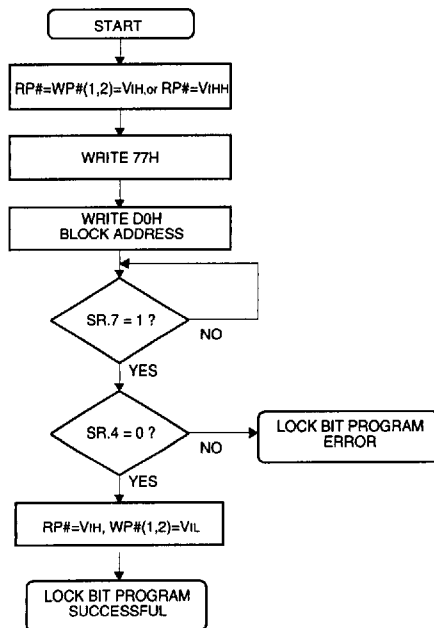 START
RP#=WP#(1,2)=VIH,or RP#=VIHH
WRITE 77H
WRITE D0H
BLOCK ADDRESS
SR.7 = 1 ?
NO
YES
SR.4 = 0 ?
NO
LOCK BIT PROGRAM
ERROR
YES
RP#=VIH, WP#(1,2)=VIL
LOCK BIT PROGRAM
SUCCESSFUL